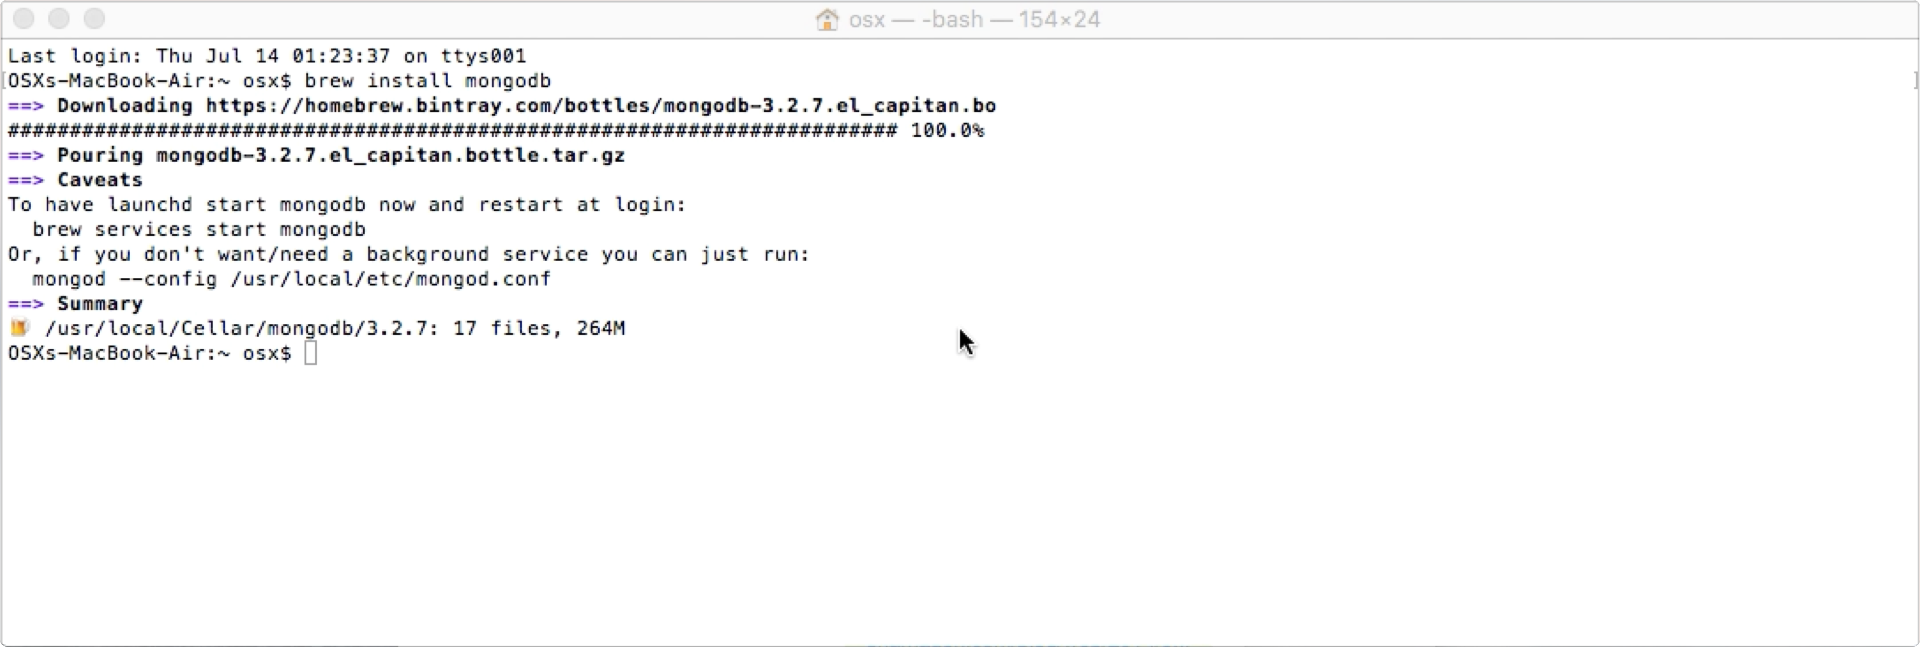 osx — -bash — 154×24
Last login: Thu Jul 14 01:23:37 on ttys001
[OSXs-MacBook-Air:~ osx$ brew install mongodb ]
==> Downloading https://homebrew.bintray.com/bottles/mongodb-3.2.7.el_capitan.bo
######################################################################## 100.0%
==> Pouring mongodb-3.2.7.el_capitan.bottle.tar.gz
==> Caveats
To have launchd start mongodb now and restart at login:
  brew services start mongodb
Or, if you don't want/need a background service you can just run:
  mongod --config /usr/local/etc/mongod.conf
==> Summary
🍺 /usr/local/Cellar/mongodb/3.2.7: 17 files, 264M
OSXs-MacBook-Air:~ osx$